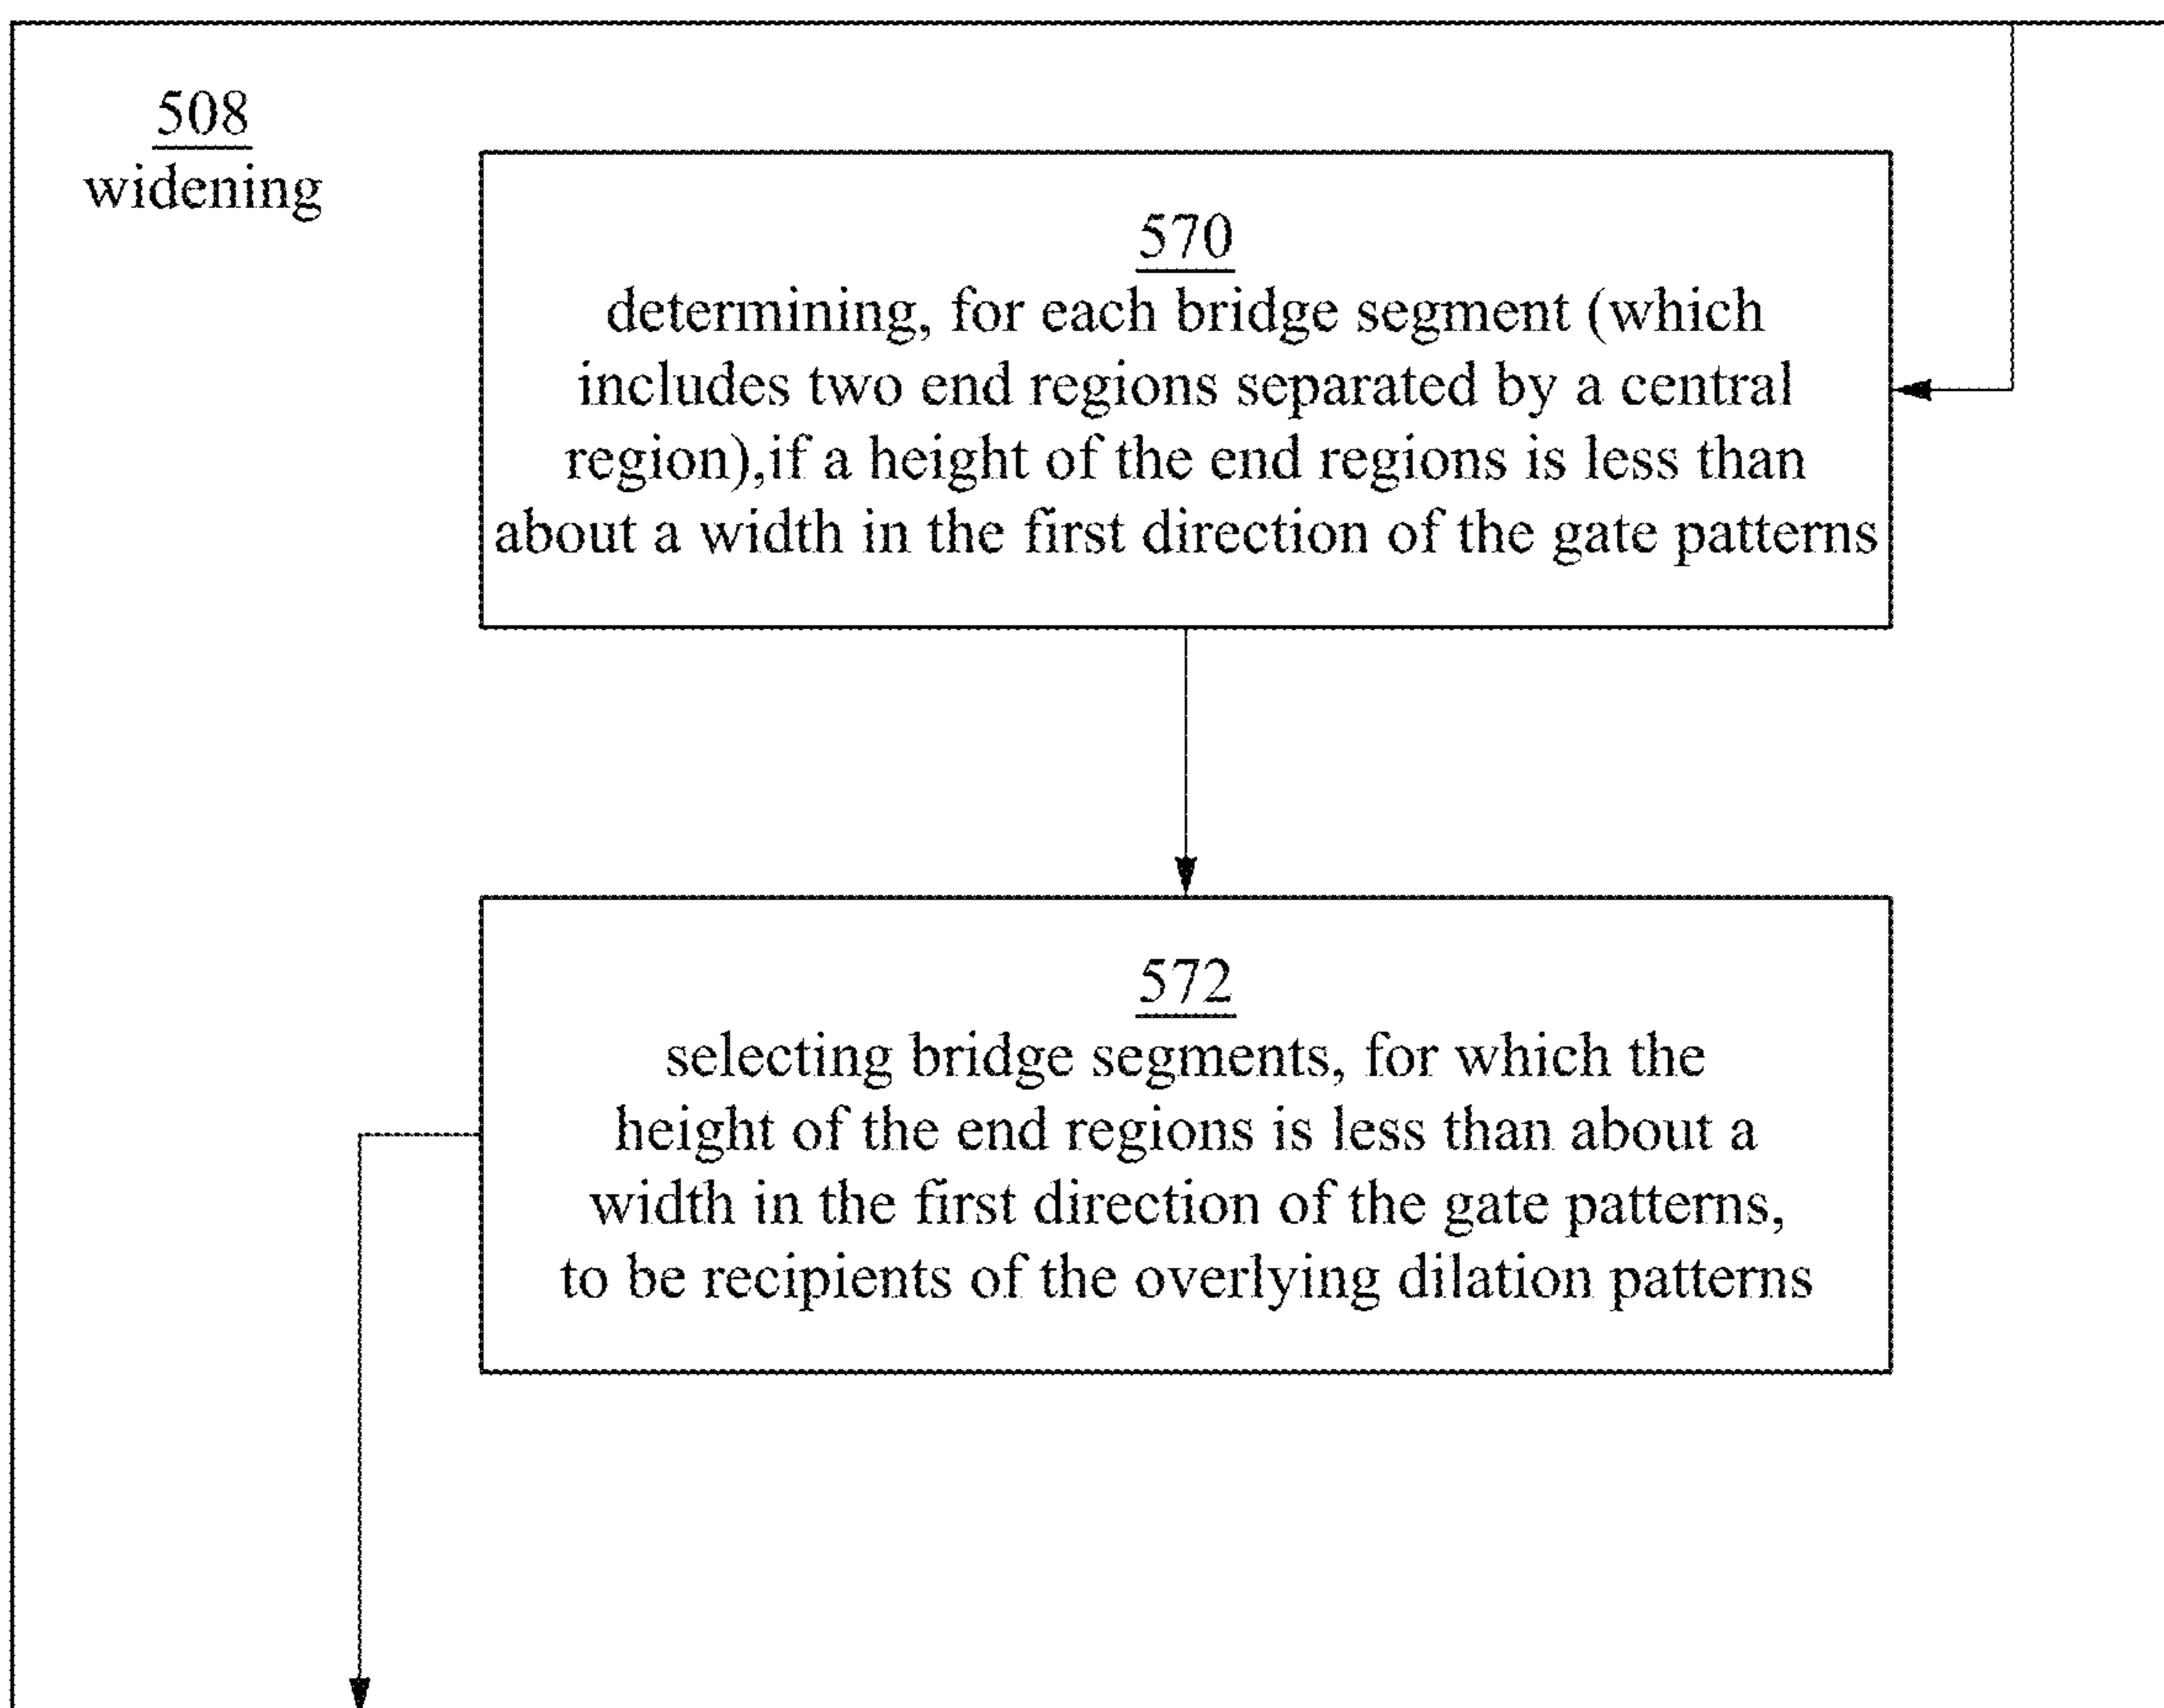 508
widening
570
determining, for each bridge segment (which
includes two end regions separated by a central
region),if a height of the end regions is less than
about a width in the first direction of the gate patterns
572
selecting bridge segments, for which the
height of the end regions is less than about a
width in the first direction of the gate patterns,
to be recipients of the overlying dilation patterns